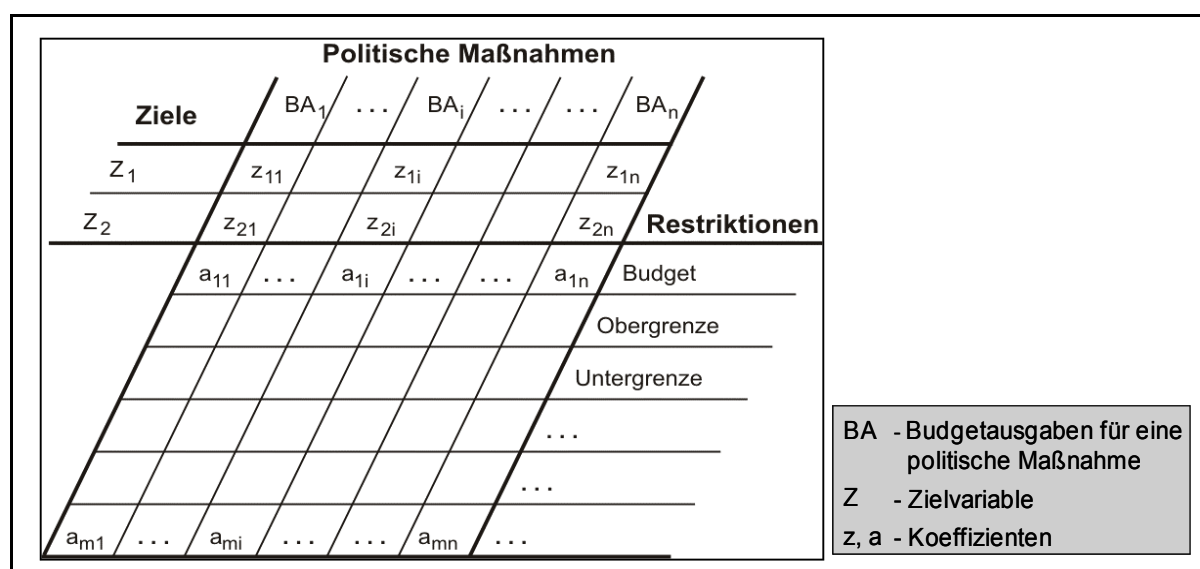 Politische Maßnahmen
Ziele BA1 ... BAi ... ... BAn
Z1 z11 z1i z1n
Z2 z21 z2i z2n Restriktionen
a11 ... a1i ... ... a1n Budget
Obergrenze
Untergrenze
...
...
am1 ... ami ... ... amn ...
BA - Budgetausgaben für eine
politische Maßnahme
Z - Zielvariable
z, a - Koeffizienten